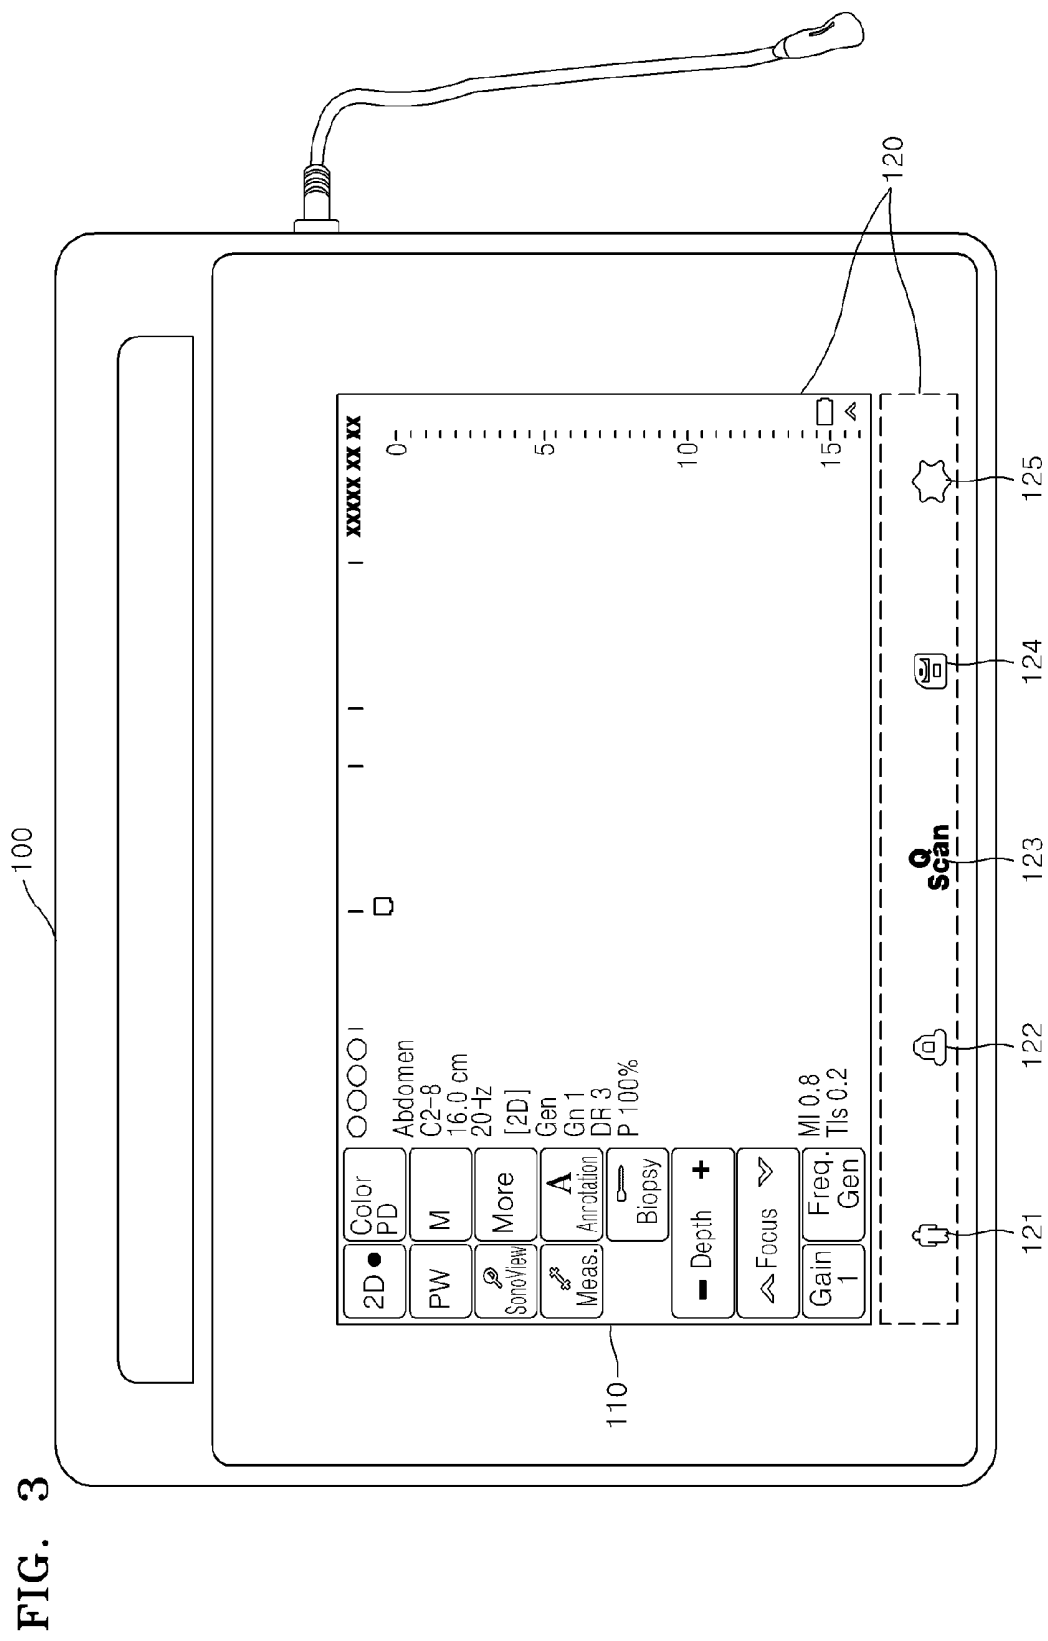 FIG. 3
100
110
2D
Color
PD
PW
M
SonoView
More
Meas.
A
Annotation
Biopsy
Depth
Focus
Gain
1
Freq.
Gen
Abdomen
C2-8
16.0 cm
20Hz
[2D]
Gen
Gn 1
DR 3
P 100%
MI 0.8
TIs 0.2
XXXXX XX XX
0
5
10
15
120
Q
Scan
121
122
123
124
125